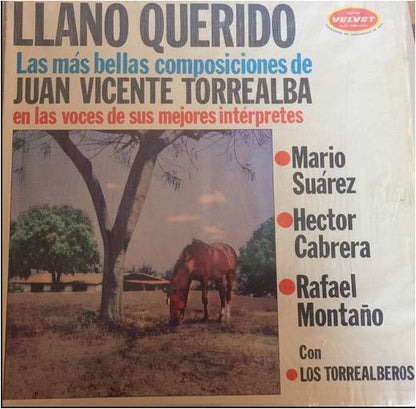 LLANO QUERIDO
VELVET
Las más bellas composiciones de
JUAN VICENTE TORREALBA
en las voces de sus mejores intérpretes
Mario
Suárez
Hector
Cabrera
Rafael
Montaño
Con
LOS TORREALBEROS